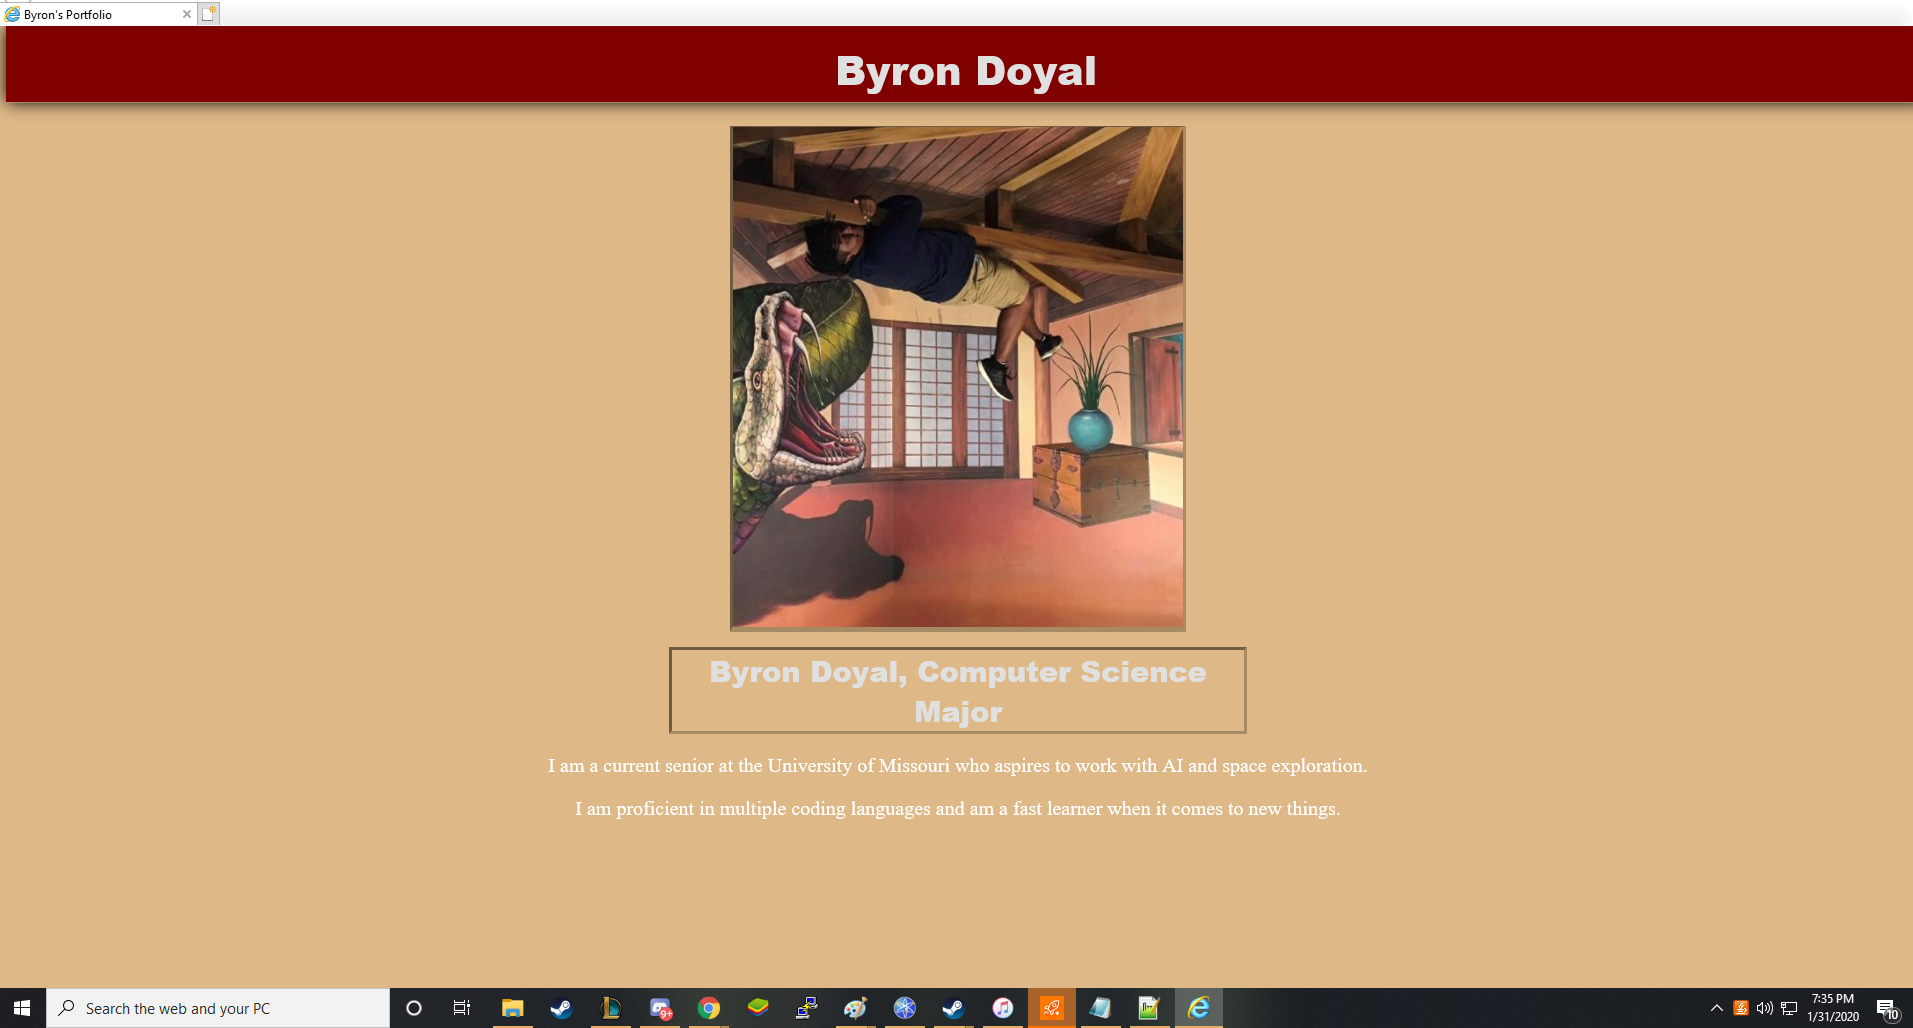 Byron's Portfolio
Byron Doyal
Byron Doyal, Computer Science
Major
I am a current senior at the University of Missouri who aspires to work with AI and space exploration.
I am proficient in multiple coding languages and am a fast learner when it comes to new things.
Search the web and your PC
9+
7:35 PM
1/31/2020
10